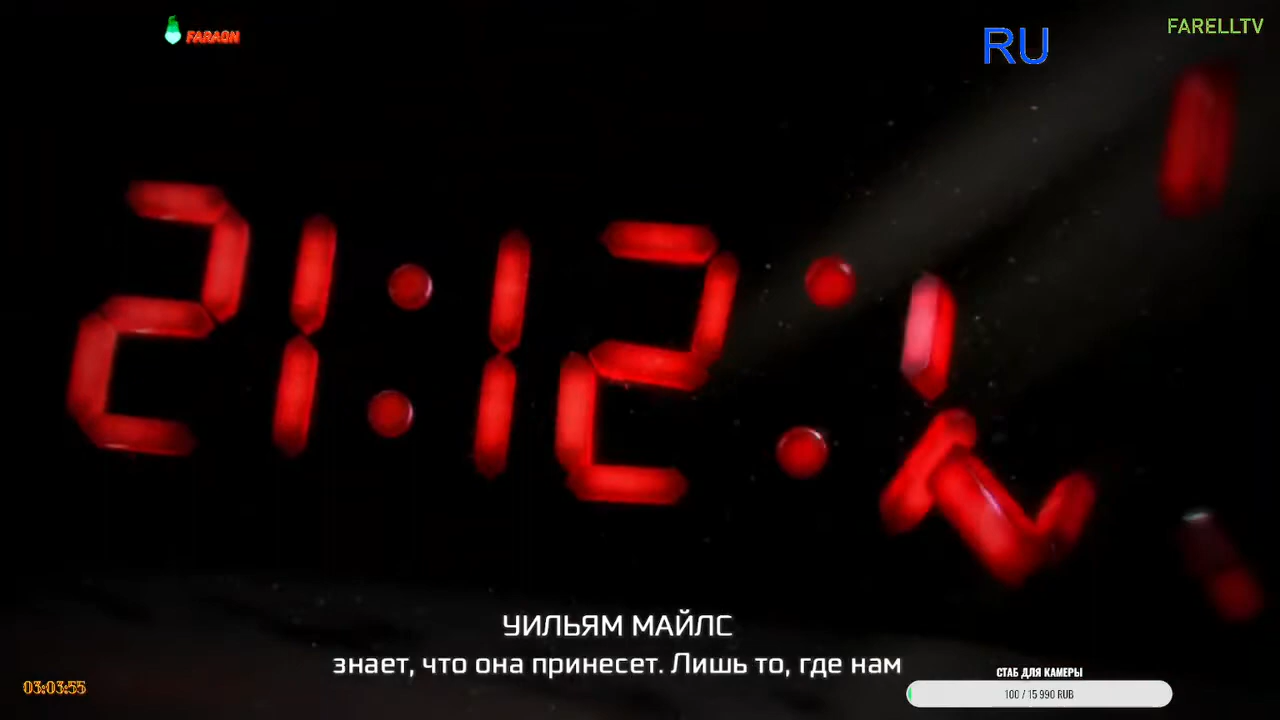 FARAON
RU
FARELLTV
21:12:
УИЛЬЯМ МАЙЛС
знает, что она принесет. Лишь то, где нам
03:03:55
СТАБ ДЛЯ КАМЕРЫ
100 / 15 990 RUB